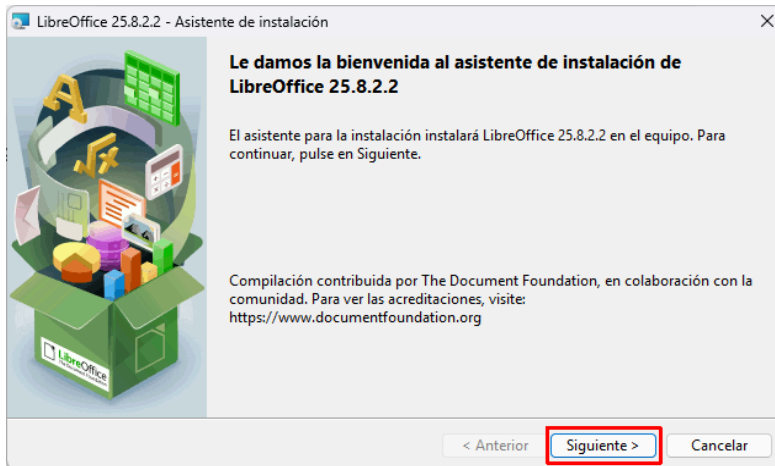 LibreOffice 25.8.2.2 - Asistente de instalación
Le damos la bienvenida al asistente de instalación de
LibreOffice 25.8.2.2
El asistente para la instalación instalará LibreOffice 25.8.2.2 en el equipo. Para
continuar, pulse en Siguiente.
Compilación contribuida por The Document Foundation, en colaboración con la
comunidad. Para ver las acreditaciones, visite:
https://www.documentfoundation.org
LibreOffice
The Document Foundation
< Anterior
Siguiente >
Cancelar